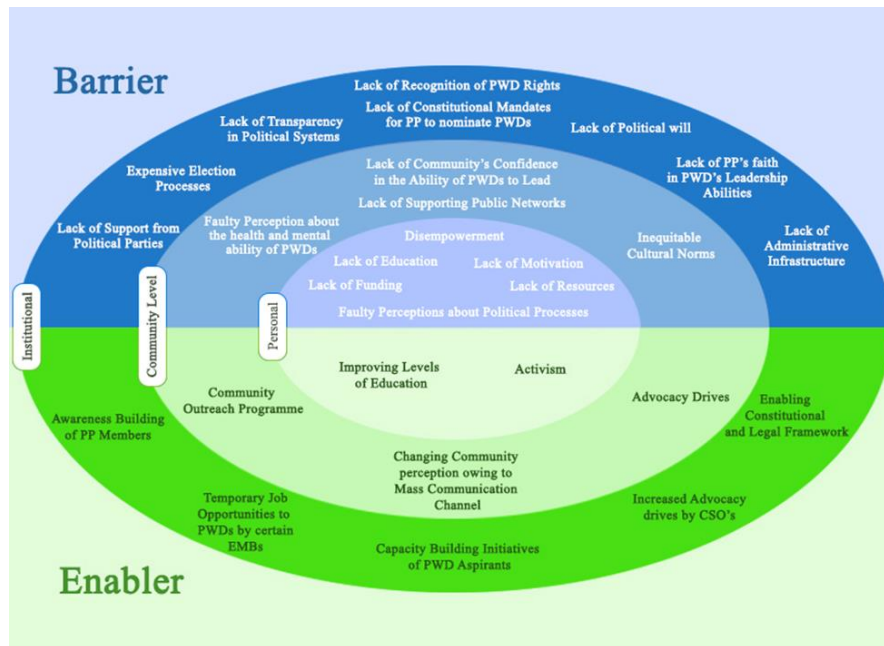 Barrier
Lack of Recognition of PWD Rights
Lack of Constitutional Mandates
for PP to nominate PWDs
Lack of Transparency
in Political Systems
Lack of Political will
Expensive Election
Processes
Lack of PP's faith
in PWD's Leadership
Abilities
Lack of Support from
Political Parties
Lack of
Administrative
Infrastructure
Lack of Community's Confidence
in the Ability of PWDs to Lead
Lack of Supporting Public Networks
Faulty Perception about
the health and mental
ability of PWDs
Inequitable
Cultural Norms
Disempowerment
Lack of Education
Lack of Motivation
Lack of Funding
Lack of Resources
Faulty Perceptions about Political Processes
Institutional
Community Level
Personal
Improving Levels
of Education
Activism
Community
Outreach Programme
Advocacy Drives
Changing Community
perception owing to
Mass Communication
Channel
Awareness Building
of PP Members
Enabling
Constitutional
and Legal Framework
Temporary Job
Opportunities to
PWDs by certain
EMBs
Increased Advocacy
drives by CSO's
Capacity Building Initiatives
of PWD Aspirants
Enabler